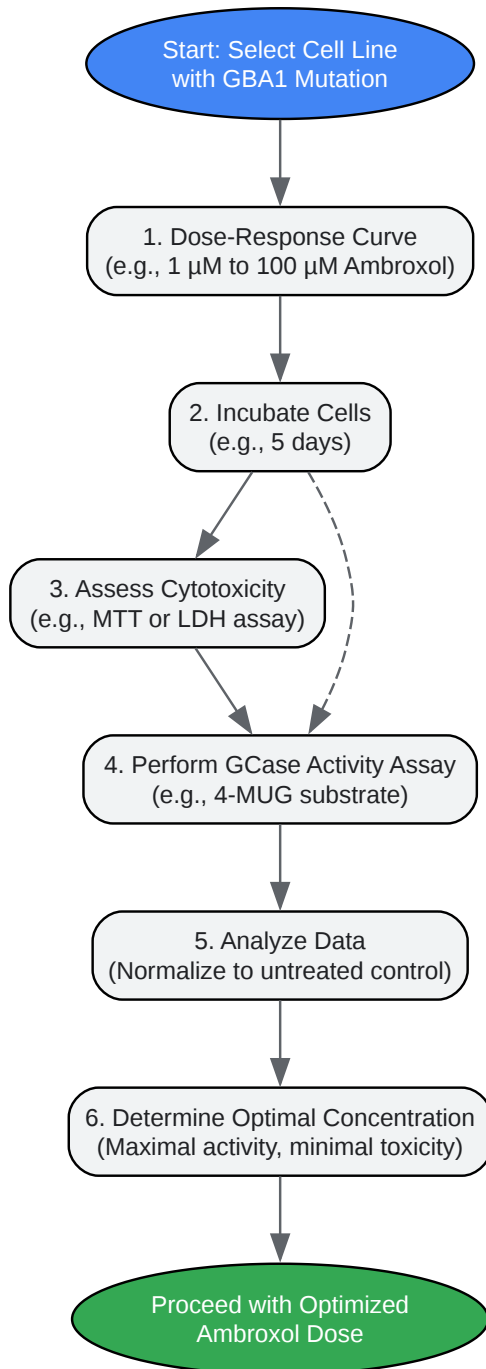 Start: Select Cell Line
with GBA1 Mutation
1. Dose-Response Curve
(e.g., 1 µM to 100 µM Ambroxol)
2. Incubate Cells
(e.g., 5 days)
3. Assess Cytotoxicity
(e.g., MTT or LDH assay)
4. Perform GCase Activity Assay
(e.g., 4-MUG substrate)
5. Analyze Data
(Normalize to untreated control)
6. Determine Optimal Concentration
(Maximal activity, minimal toxicity)
Proceed with Optimized
Ambroxol Dose